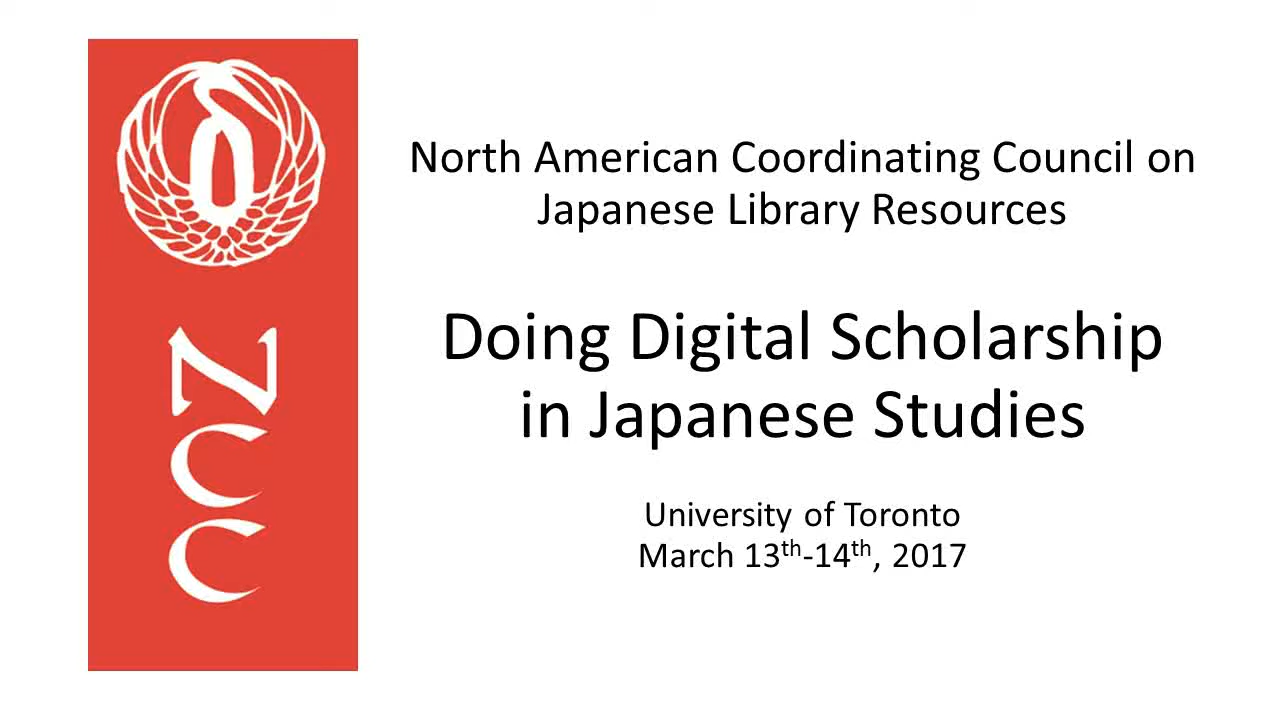 NCC
North American Coordinating Council on
Japanese Library Resources
Doing Digital Scholarship
in Japanese Studies
University of Toronto
March 13th-14th, 2017